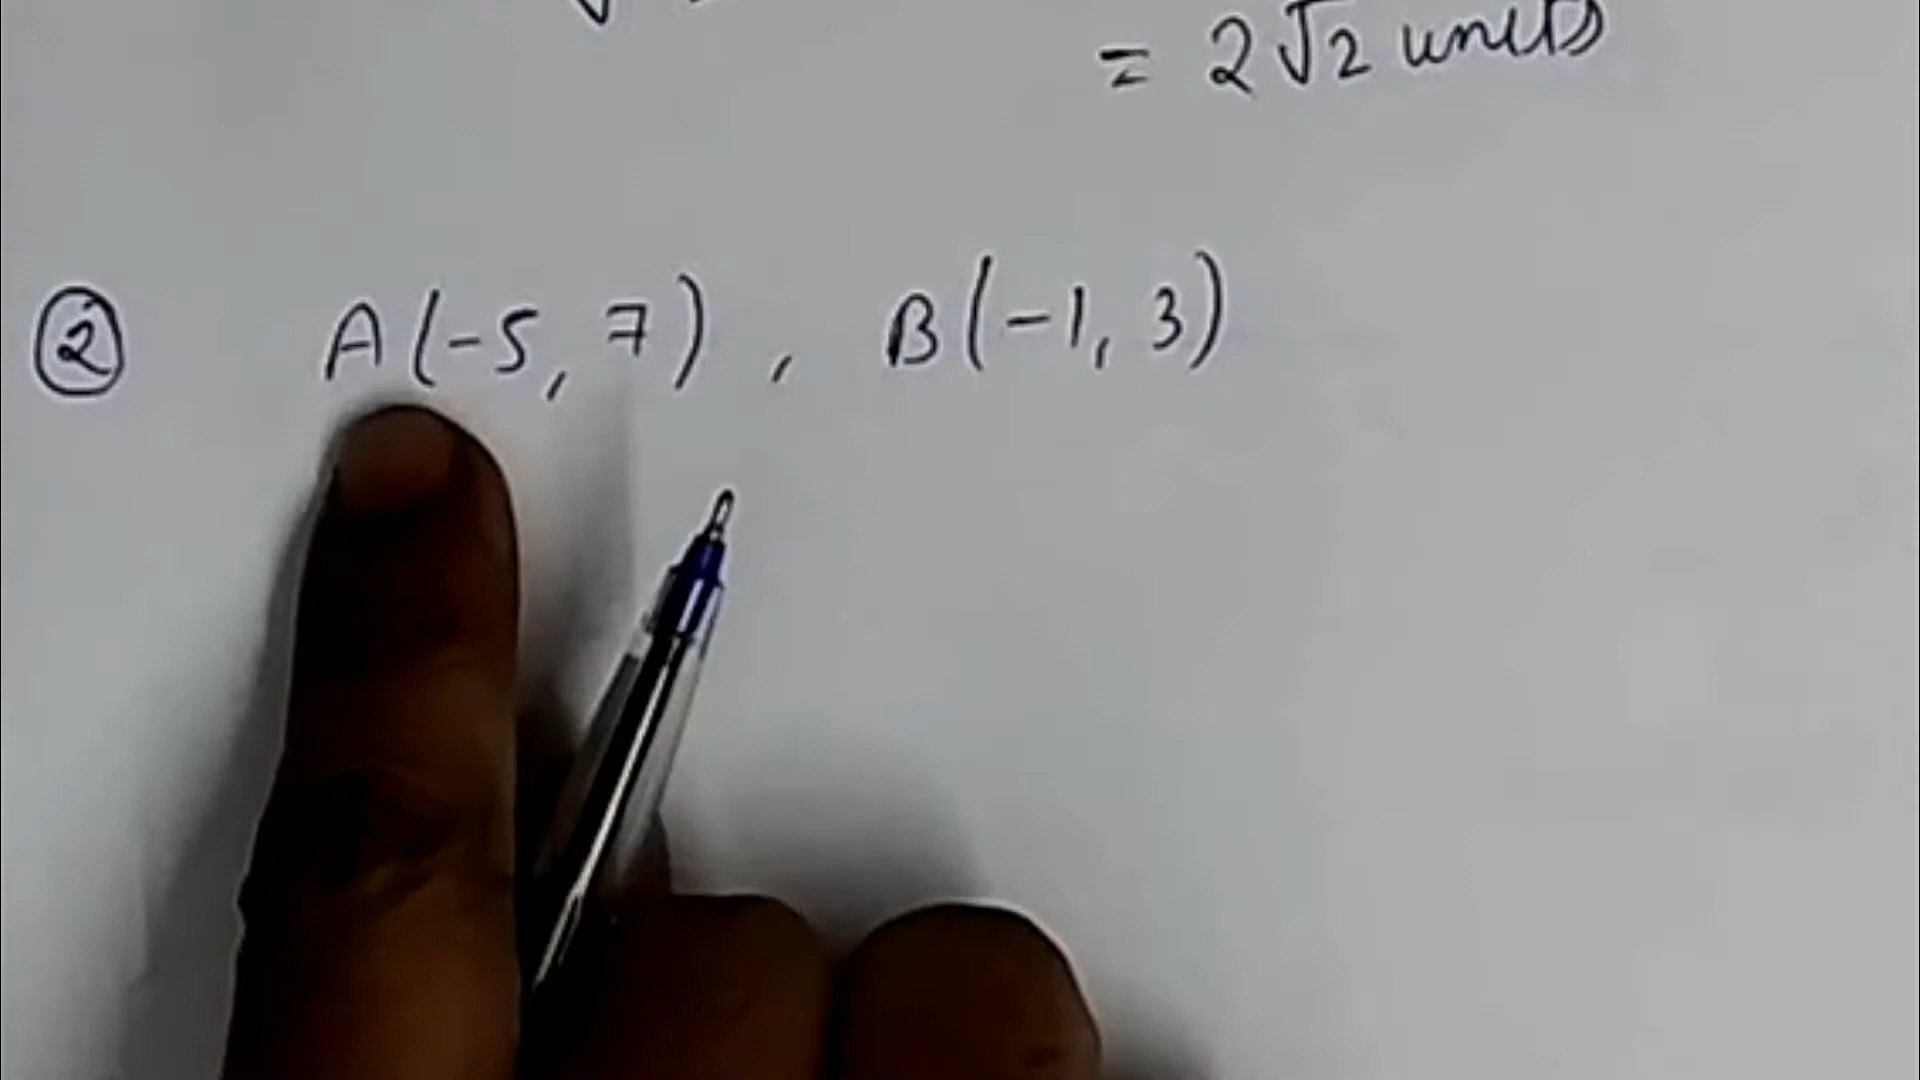 = 2√2 units
② A(-5, 7) , B(-1, 3)